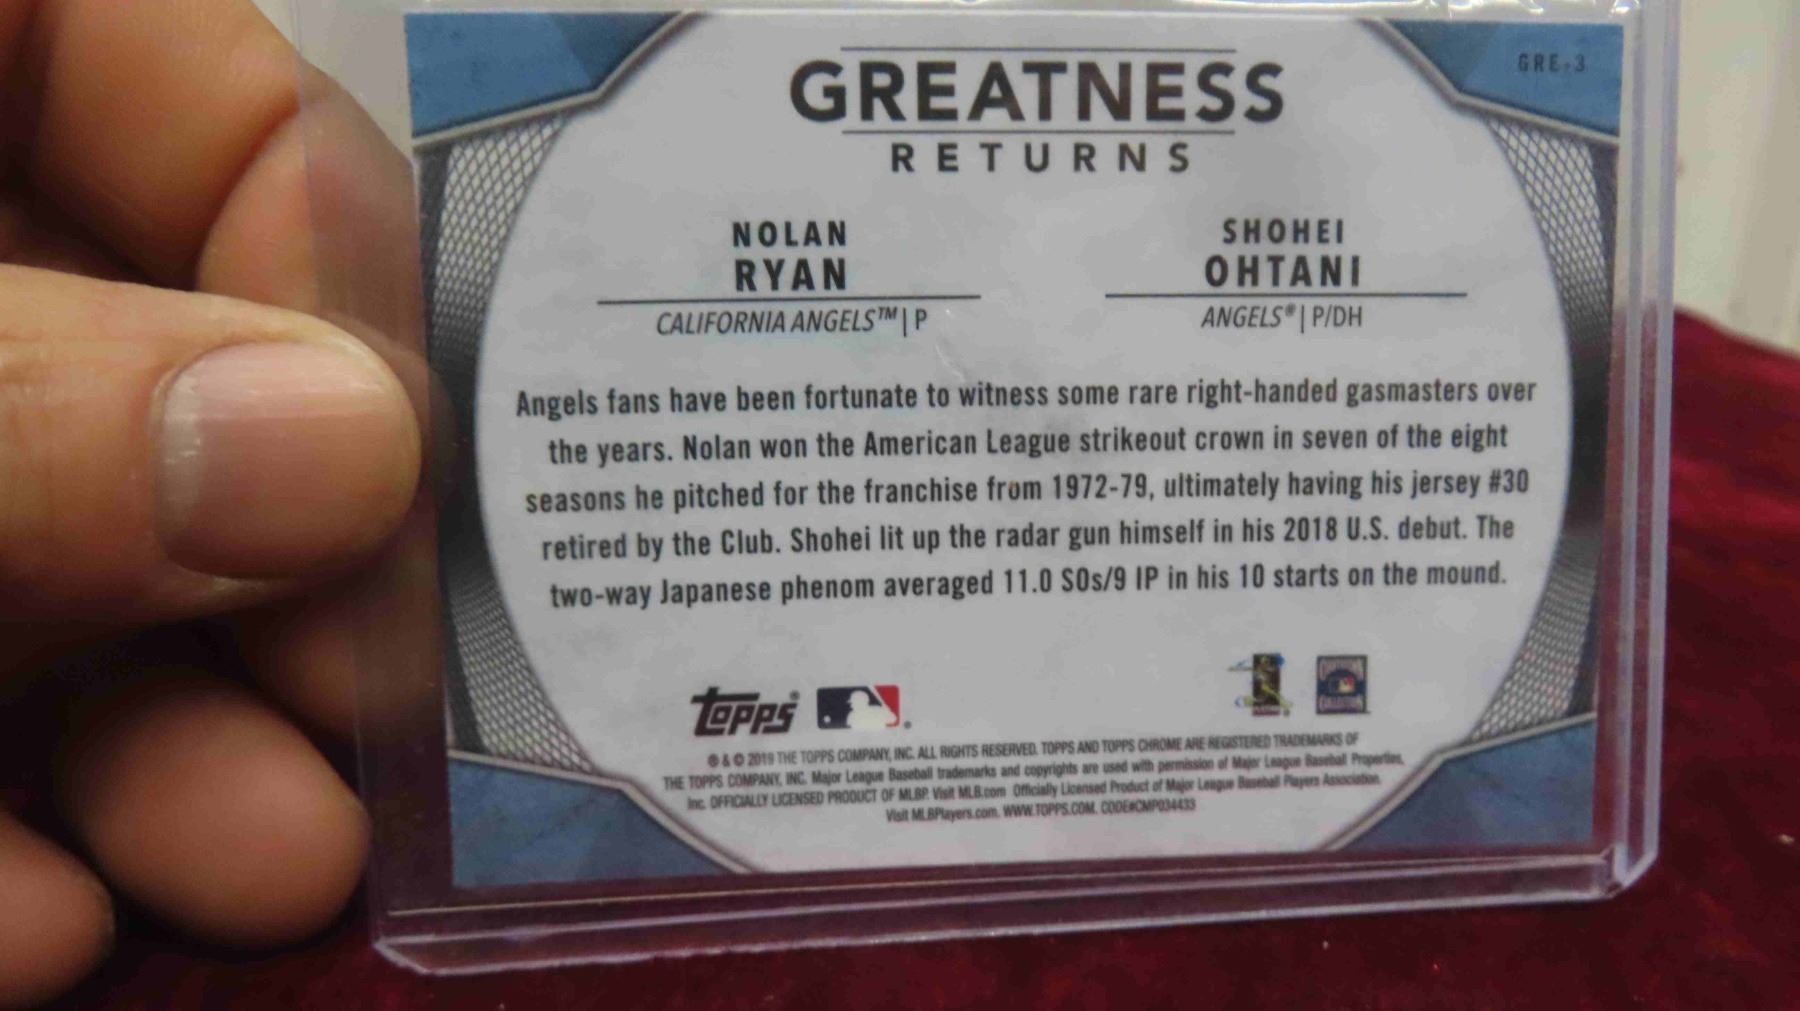 GRE-3
GREATNESS
RETURNS
NOLAN
RYAN
CALIFORNIA ANGELS™ | P
SHOHEI
OHTANI
ANGELS® | P/DH
Angels fans have been fortunate to witness some rare right-handed gasmasters over
the years. Nolan won the American League strikeout crown in seven of the eight
seasons he pitched for the franchise from 1972-79, ultimately having his jersey #30
retired by the Club. Shohei lit up the radar gun himself in his 2018 U.S. debut. The
two-way Japanese phenom averaged 11.0 SOs/9 IP in his 10 starts on the mound.
topps®
® & © 2019 THE TOPPS COMPANY, INC. ALL RIGHTS RESERVED. TOPPS AND TOPPS CHROME ARE REGISTERED TRADEMARKS OF
THE TOPPS COMPANY, INC. Major League Baseball trademarks and copyrights are used with permission of Major League Baseball Properties,
Inc. OFFICIALLY LICENSED PRODUCT OF MLBP. Visit MLB.com Officially Licensed Product of Major League Baseball Players Association.
Visit MLBPlayers.com. WWW.TOPPS.COM. CODE#CMP034433